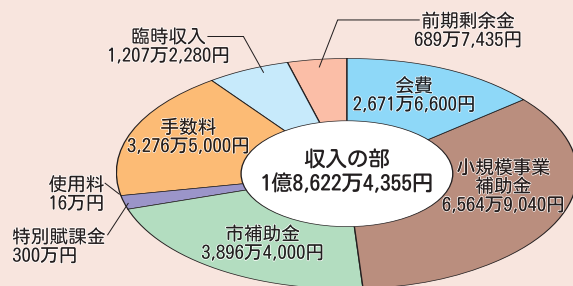 前期剰余金
689万7,435円
臨時収入
1,207万2,280円
会費
2,671万6,600円
手数料
3,276万5,000円
収入の部
1億8,622万4,355円
小規模事業
補助金
6,564万9,040円
使用料
16万円
特別賦課金
300万円
市補助金
3,896万4,000円